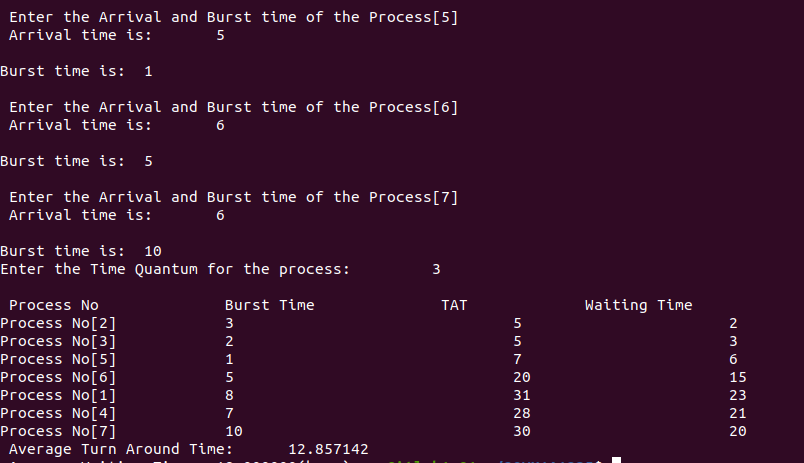 Enter the Arrival and Burst time of the Process[5]
Arrival time is: 5
Burst time is: 1
Enter the Arrival and Burst time of the Process[6]
Arrival time is: 6
Burst time is: 5
Enter the Arrival and Burst time of the Process[7]
Arrival time is: 6
Burst time is: 10
Enter the Time Quantum for the process: 3
Process No Burst Time TAT Waiting Time
Process No[2] 3 5 2
Process No[3] 2 5 3
Process No[5] 1 7 6
Process No[6] 5 20 15
Process No[1] 8 31 23
Process No[4] 7 28 21
Process No[7] 10 30 20
Average Turn Around Time: 12.857142